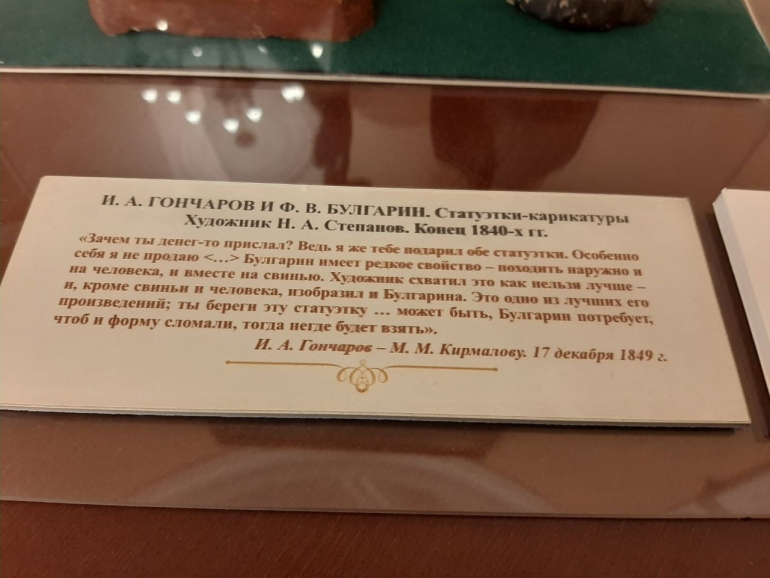 И. А. ГОНЧАРОВ И Ф. В. БУЛГАРИН. Статуэтки-карикатуры
Художник Н. А. Степанов. Конец 1840-х гг.
«Зачем ты денег-то прислал? Ведь я же тебе подарил обе статуэтки. Особенно
себя я не продаю <...> Булгарин имеет редкое свойство – походить наружно и
на человека, и вместе на свинью. Художник схватил это как нельзя лучше –
и, кроме свиньи и человека, изобразил и Булгарина. Это одно из лучших его
произведений; ты береги эту статуэтку ... может быть, Булгарин потребует,
чтоб и форму сломали, тогда негде будет взять».
И. А. Гончаров – М. М. Кирмалову. 17 декабря 1849 г.